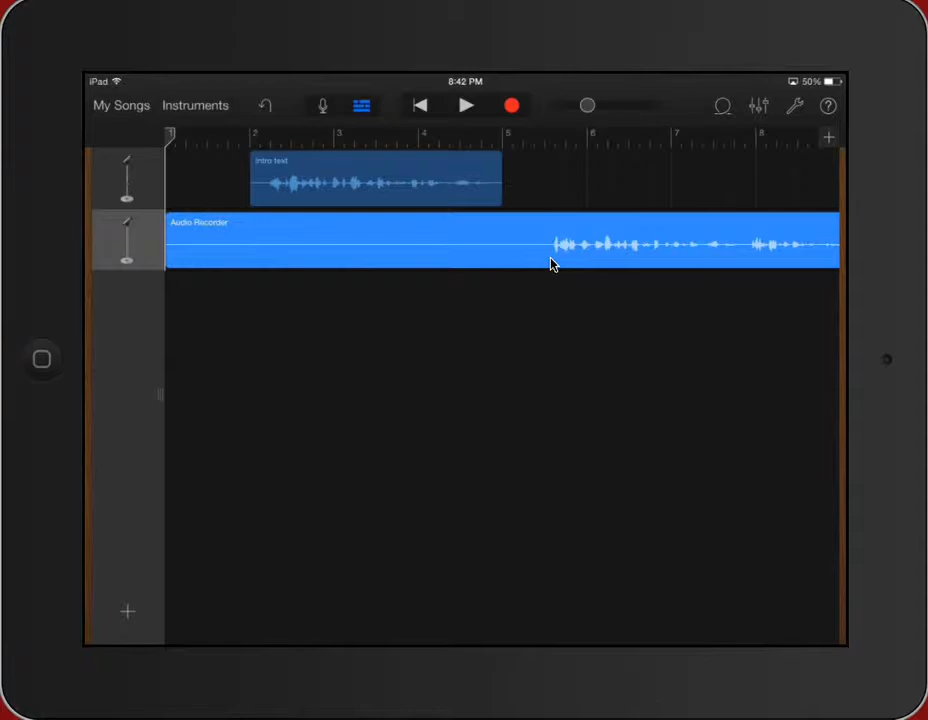 iPad 8:42 PM 50%
My Songs Instruments ?
1 2 3 4 5 6 7 8 +
Intro text
Audio Recorder
+